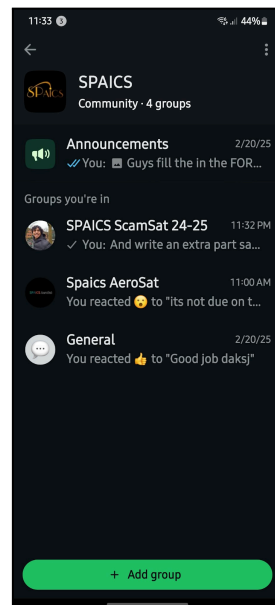 11:33 S 44%
SPAICS
SPAICS
Community · 4 groups
Announcements 2/20/25
You: Guys fill the in the FOR...
Groups you're in
SPAICS ScamSat 24-25 11:32 PM
You: And write an extra part sa...
Spaics AeroSat 11:00 AM
You reacted 😮 to "its not due on t...
General 2/20/25
You reacted 👍 to "Good job daksj"
+ Add group